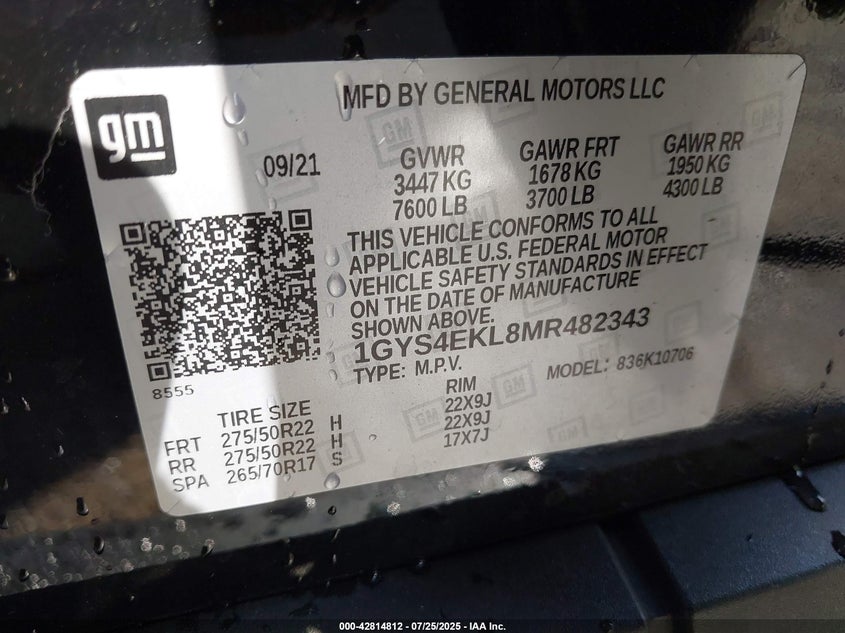 gm
MFD BY GENERAL MOTORS LLC
09/21
GVWR
3447 KG
7600 LB
GAWR FRT
1678 KG
3700 LB
GAWR RR
1950 KG
4300 LB
THIS VEHICLE CONFORMS TO ALL
APPLICABLE U.S. FEDERAL MOTOR
VEHICLE SAFETY STANDARDS IN EFFECT
ON THE DATE OF MANUFACTURE
SHOWN ABOVE.
1GYS4EKL8MR482343
TYPE: M.P.V.
MODEL: 836K10706
8555
TIRE SIZE
RIM
FRT 275/50R22 H 22X9J
RR 275/50R22 H 22X9J
SPA 265/70R17 S 17X7J
000-42814812 - 07/25/2025 - IAA Inc.